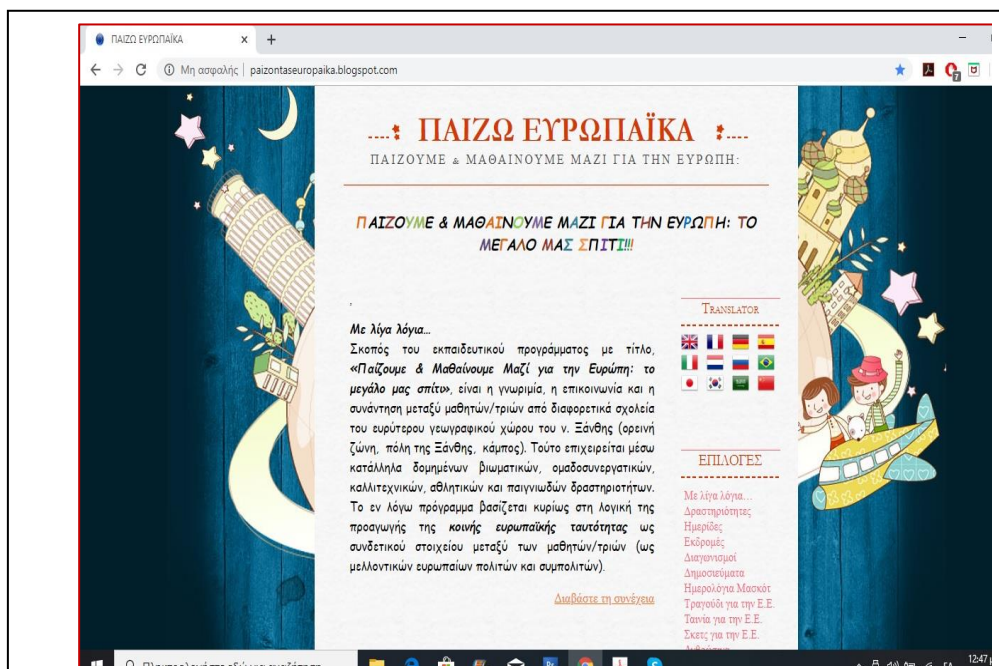 ΠΑΙΖΩ ΕΥΡΩΠΑΪΚΑ
Μη ασφαλής | paizontaseuropaika.blogspot.com
7
ΠΑΙΖΩ ΕΥΡΩΠΑΪΚΑ
ΠΑΙΖΟΥΜΕ & ΜΑΘΑΙΝΟΥΜΕ ΜΑΖΙ ΓΙΑ ΤΗΝ ΕΥΡΩΠΗ:
ΠΑΙΖΟΥΜΕ & ΜΑΘΑΙΝΟΥΜΕ ΜΑΖΙ ΓΙΑ ΤΗΝ ΕΥΡΩΠΗ: ΤΟ
ΜΕΓΑΛΟ ΜΑΣ ΣΠΙΤΙ!!!
Με λίγα λόγια...
Σκοπός του εκπαιδευτικού προγράμματος με τίτλο,
«Παίζουμε & Μαθαίνουμε Μαζί για την Ευρώπη: το
μεγάλο μας σπίτι», είναι η γνωριμία, η επικοινωνία και η
συνάντηση μεταξύ μαθητών/τριών από διαφορετικά σχολεία
του ευρύτερου γεωγραφικού χώρου του ν. Ξάνθης (ορεινή
ζώνη, πόλη της Ξάνθης, κάμπος). Τούτο επιχειρείται μέσω
κατάλληλα δομημένων βιωματικών, ομαδοσυνεργατικών,
καλλιτεχνικών, αθλητικών και παιγνιωδών δραστηριοτήτων.
Το εν λόγω πρόγραμμα βασίζεται κυρίως στη λογική της
προαγωγής της κοινής ευρωπαϊκής ταυτότητας ως
συνδετικού στοιχείου μεταξύ των μαθητών/τριών (ως
μελλοντικών ευρωπαίων πολιτών και συμπολιτών).
Διαβάστε τη συνέχεια
Translator
ΕΠΙΛΟΓΕΣ
Με λίγα λόγια...
Δραστηριότητες
Ημερίδες
Εκδρομές
Διαγωνισμοί
Δημοσιεύματα
Ημερολόγια Μασκότ
Τραγούδι για την Ε.Ε.
Ταινία για την Ε.Ε.
Σκετς για την Ε.Ε.
12:47